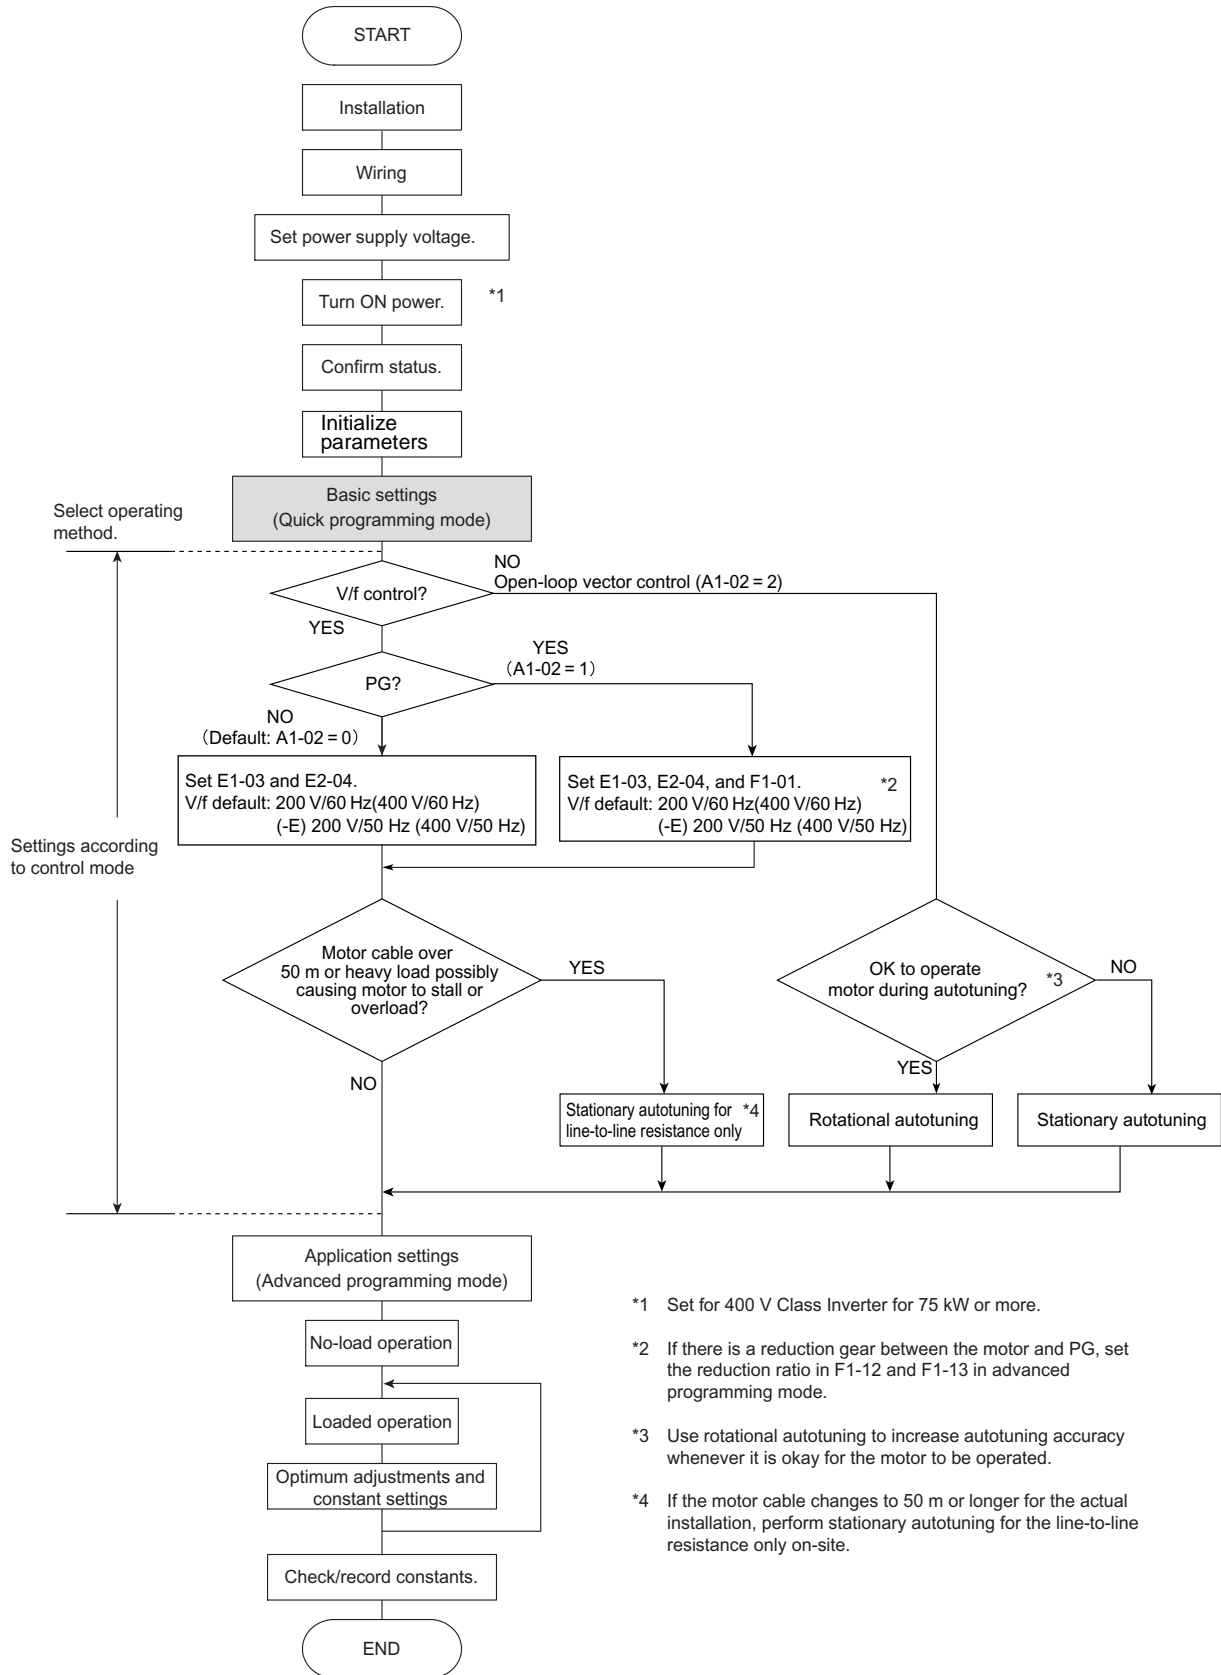 START
Installation
Wiring
Set power supply voltage.
Turn ON power.
*1
Confirm status.
Initialize
parameters
Basic settings
(Quick programming mode)
Select operating
method.
NO
Open-loop vector control (A1-02 = 2)
V/f control?
YES
YES
(A1-02 = 1)
PG?
NO
(Default: A1-02 = 0)
Set E1-03 and E2-04.
V/f default: 200 V/60 Hz(400 V/60 Hz)
(-E) 200 V/50 Hz (400 V/50 Hz)
Set E1-03, E2-04, and F1-01.
*2
V/f default: 200 V/60 Hz(400 V/60 Hz)
(-E) 200 V/50 Hz (400 V/50 Hz)
Settings according
to control mode
Motor cable over
50 m or heavy load possibly
causing motor to stall or
overload?
YES
NO
OK to operate
motor during autotuning?
*3
NO
YES
Stationary autotuning for
line-to-line resistance only
*4
Rotational autotuning
Stationary autotuning
Application settings
(Advanced programming mode)
No-load operation
Loaded operation
Optimum adjustments and
constant settings
Check/record constants.
END
*1 Set for 400 V Class Inverter for 75 kW or more.
*2 If there is a reduction gear between the motor and PG, set
the reduction ratio in F1-12 and F1-13 in advanced
programming mode.
*3 Use rotational autotuning to increase autotuning accuracy
whenever it is okay for the motor to be operated.
*4 If the motor cable changes to 50 m or longer for the actual
installation, perform stationary autotuning for the line-to-line
resistance only on-site.